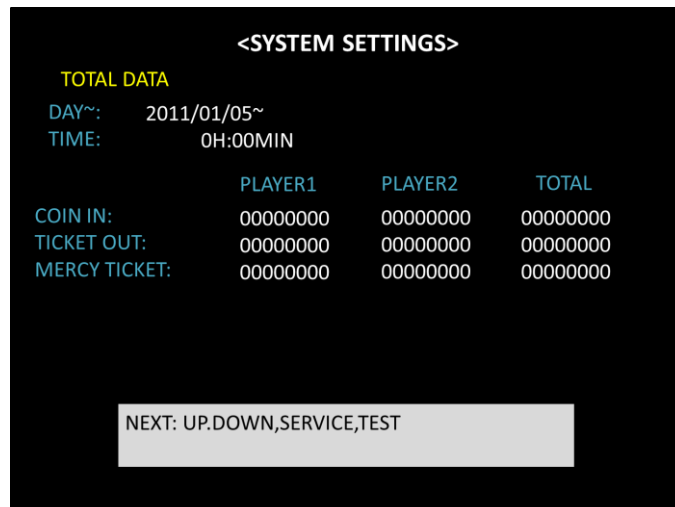 <SYSTEM SETTINGS>
TOTAL DATA
DAY~: 2011/01/05~
TIME: 0H:00MIN
PLAYER1 PLAYER2 TOTAL
COIN IN: 00000000 00000000 00000000
TICKET OUT: 00000000 00000000 00000000
MERCY TICKET: 00000000 00000000 00000000
NEXT: UP.DOWN,SERVICE,TEST